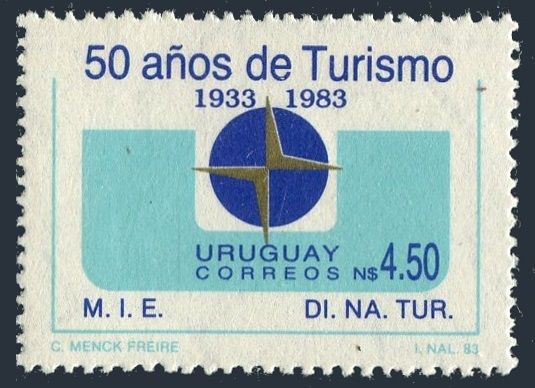 50 años de Turismo
1933 1983
URUGUAY
CORREOS N$4.50
M. I. E. DI. NA. TUR.
C. MENCK FREIRE I. NAL. 83